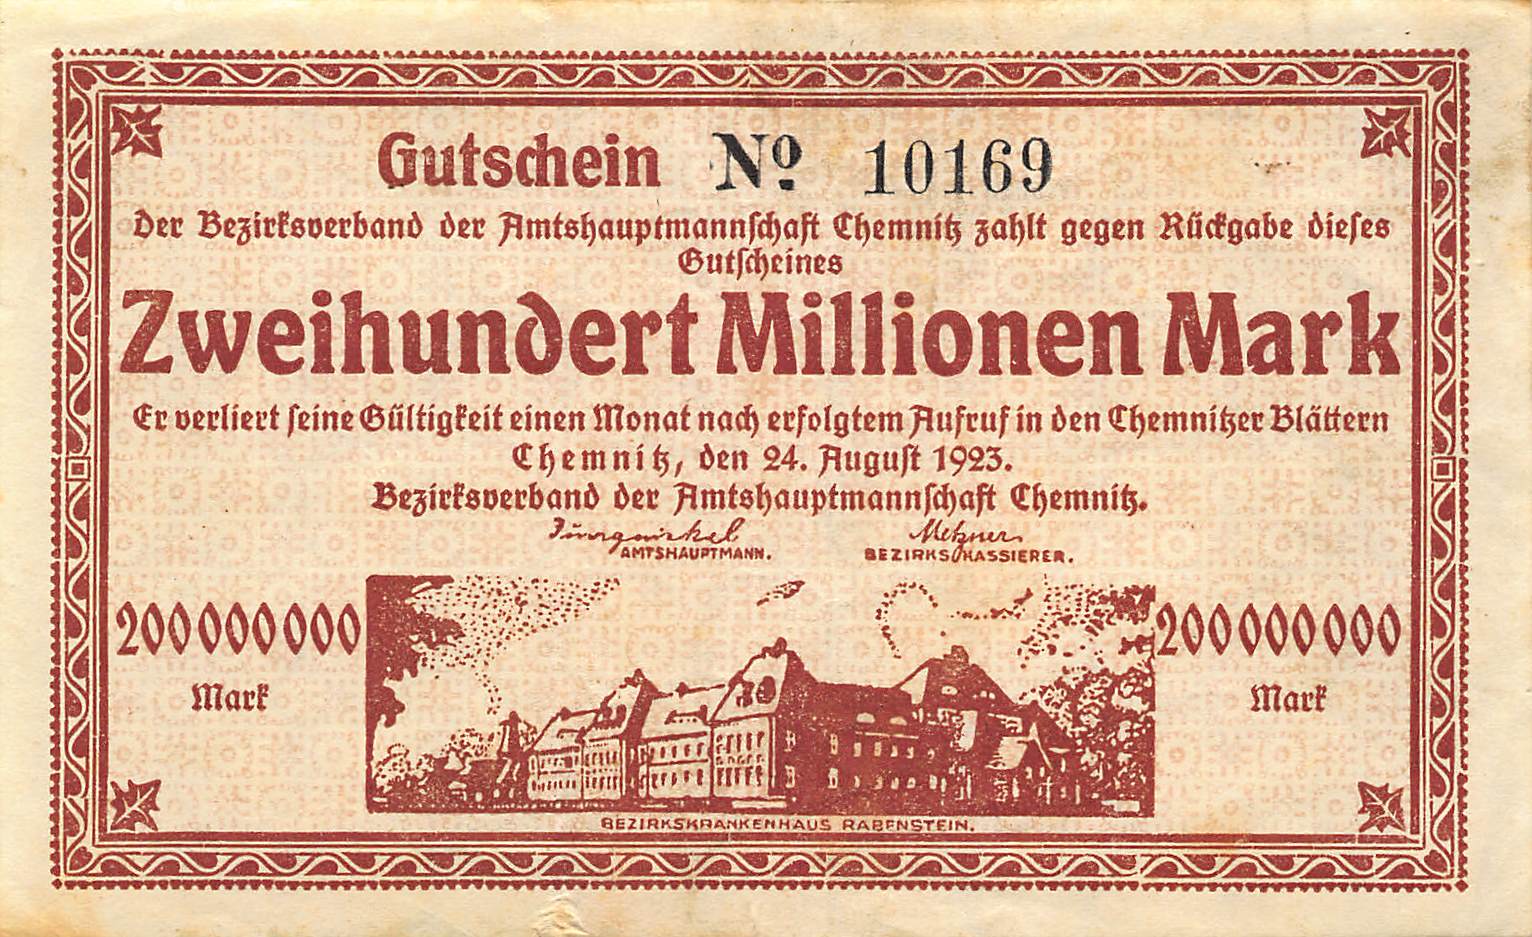 Gutschein Nº 10169
Der Bezirksverband der Amtshauptmannschaft Chemnitz zahlt gegen Rückgabe dieses
Gutscheines
Zweihundert Millionen Mark
Er verliert seine Gültigkeit einen Monat nach erfolgtem Aufruf in den Chemnitzer Blättern
Chemnitz, den 24. August 1923.
Bezirksverband der Amtshauptmannschaft Chemnitz.
Jungnickel Metzner
AMTSHAUPTMANN. BEZIRKSKASSIERER.
200000000 200000000
Mark Mark
BEZIRKSKRANKENHAUS RABENSTEIN.